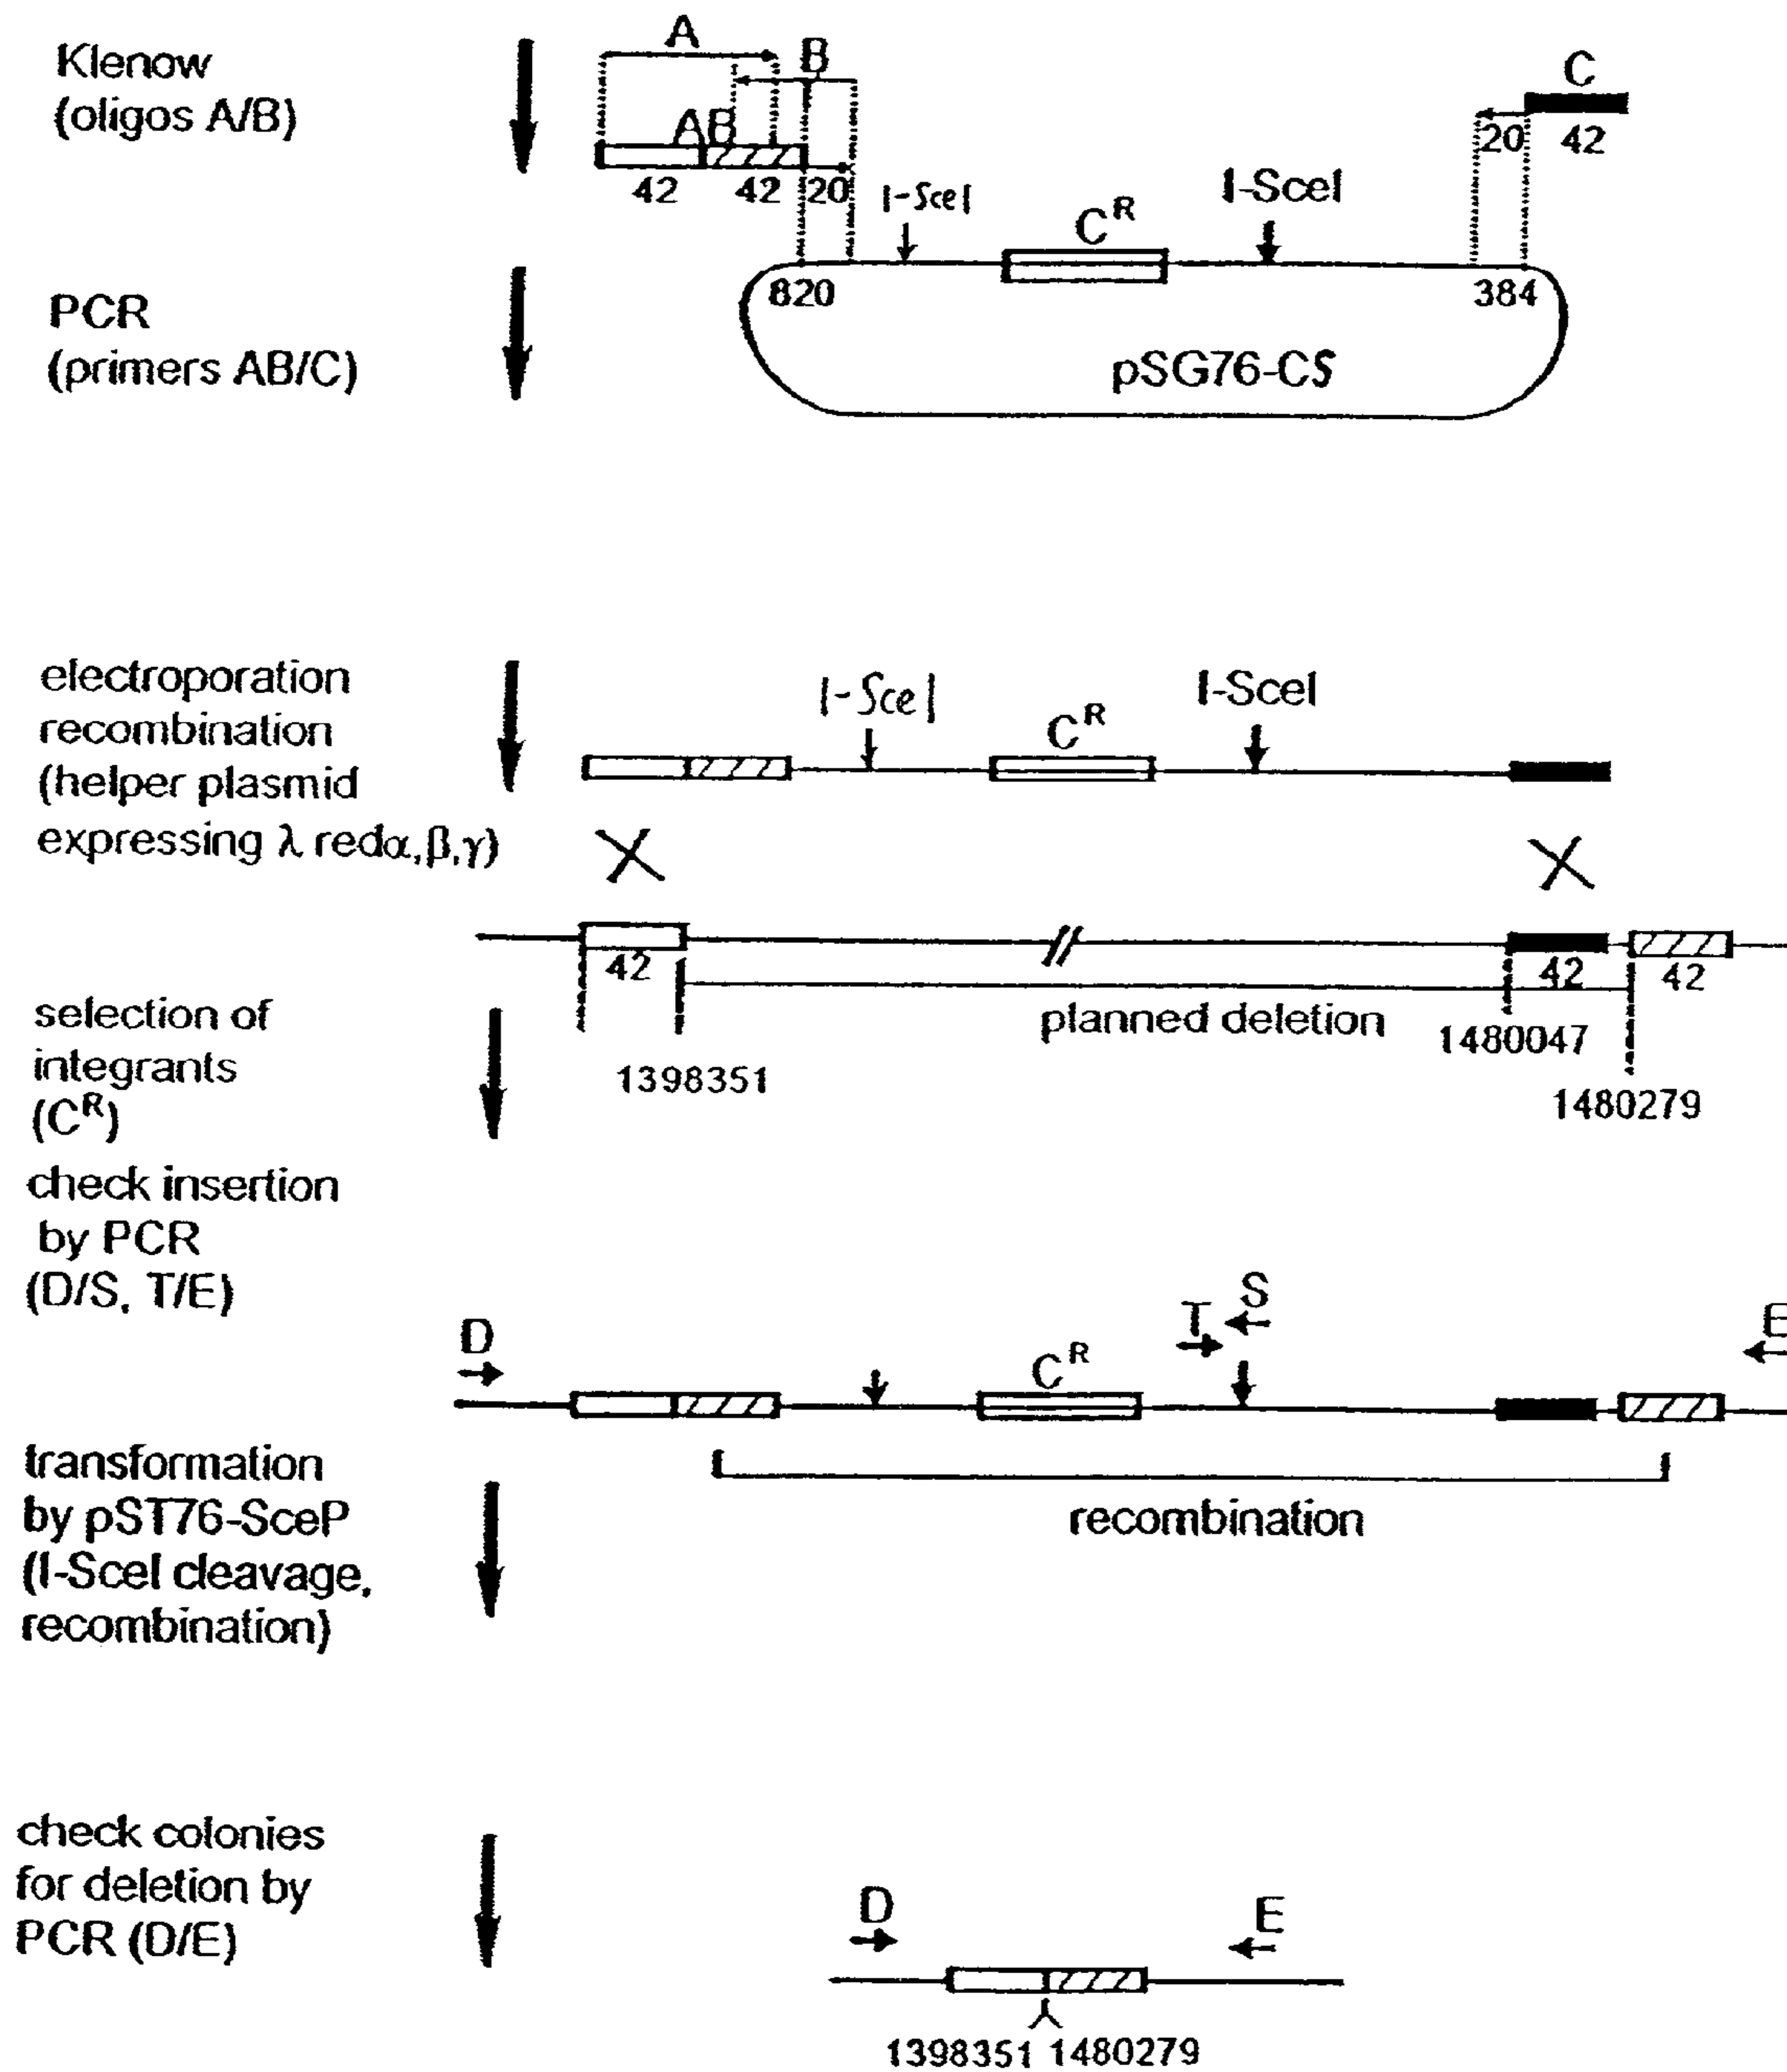 Klenow
(oligos A/B)
A
B
AB
42
42
20
C
20
42
I-SceI
C^R
I-SceI
820
384
pSG76-CS
PCR
(primers AB/C)
electroporation
recombination
(helper plasmid
expressing λ redα,β,γ)
I-SceI
C^R
I-SceI
42
42
42
planned deletion
1398351
1480047
1480279
selection of
integrants
(C^R)
check insertion
by PCR
(D/S, T/E)
D
C^R
T
S
E
recombination
transformation
by pST76-SceP
(I-SceI cleavage,
recombination)
check colonies
for deletion by
PCR (D/E)
D
E
1398351 1480279